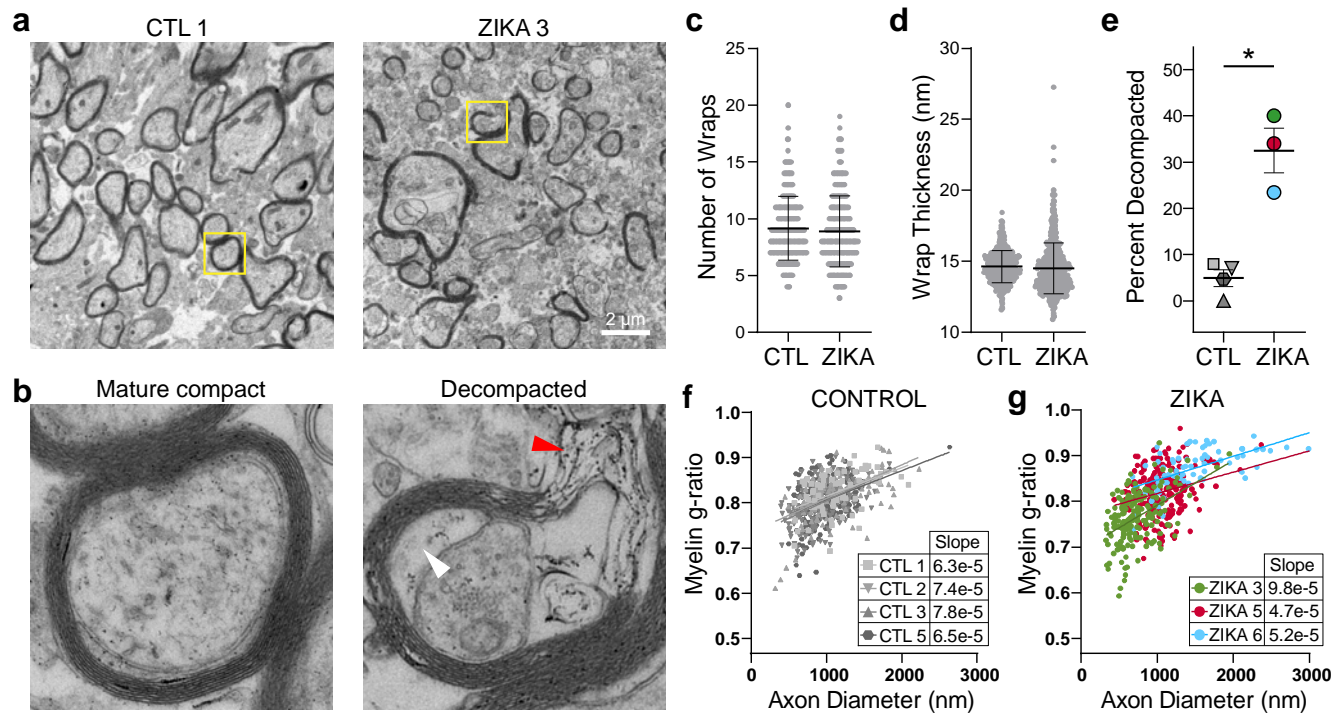 a
CTL 1
ZIKA 3
2 μm
b
Mature compact
Decompacted
c
Number of Wraps
25
20
15
10
5
0
CTL
ZIKA
d
Wrap Thickness (nm)
30
25
20
15
10
CTL
ZIKA
e
Percent Decompacted
50
40
30
20
10
0
*
CTL
ZIKA
f
CONTROL
Myelin g-ratio
1.0
0.9
0.8
0.7
0.6
0.5
Slope
CTL 1 6.3e-5
CTL 2 7.4e-5
CTL 3 7.8e-5
CTL 5 6.5e-5
0 1000 2000 3000
Axon Diameter (nm)
g
ZIKA
Myelin g-ratio
1.0
0.9
0.8
0.7
0.6
0.5
Slope
ZIKA 3 9.8e-5
ZIKA 5 4.7e-5
ZIKA 6 5.2e-5
0 1000 2000 3000
Axon Diameter (nm)